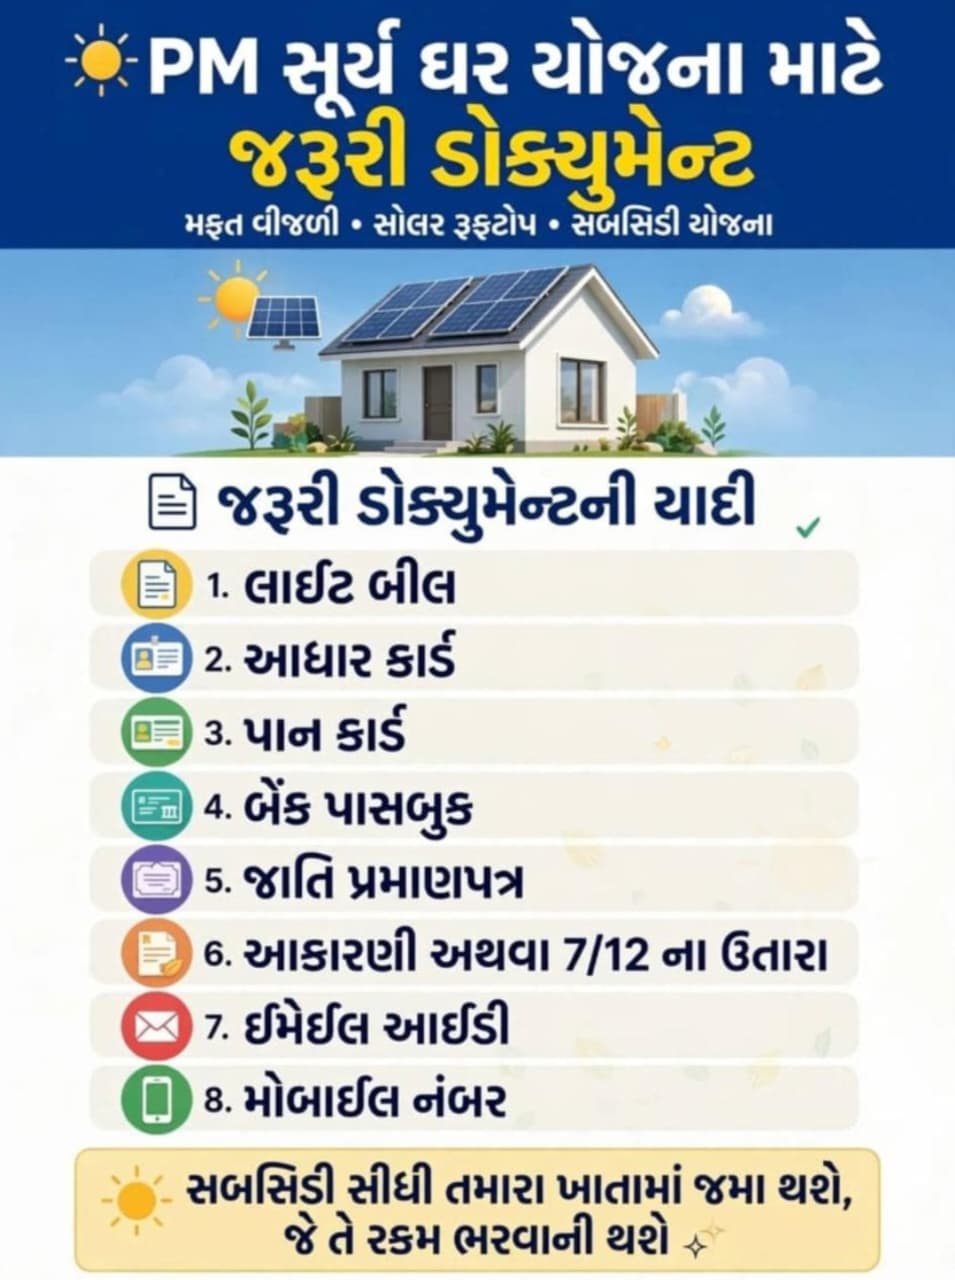 PM સૂર્ય ઘર યોજના માટે
જરૂરી ડોક્યુમેન્ટ
મફત વીજળી • સોલર રૂફટોપ • સબસિડી યોજના
જરૂરી ડોક્યુમેન્ટની યાદી
1. લાઈટ બીલ
2. આધાર કાર્ડ
3. પાન કાર્ડ
4. બેંક પાસબુક
5. જાતિ પ્રમાણપત્ર
6. આકારણી અથવા 7/12 ના ઉતારા
7. ઈમેઈલ આઈડી
8. મોબાઈલ નંબર
સબસિડી સીધી તમારા ખાતામાં જમા થશે,
જે તે રકમ ભરવાની થશે